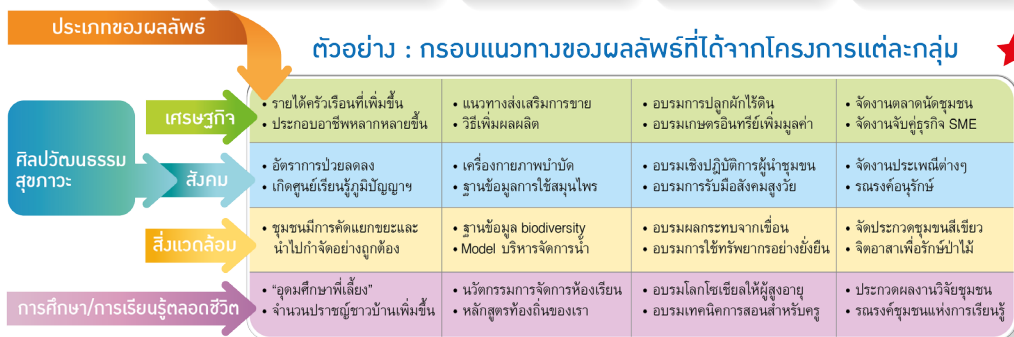 ประเภทของผลลัพธ์
ตัวอย่าง : กรอบแนวทางของผลลัพธ์ที่ได้จากโครงการแต่ละกลุ่ม
ศิลปวัฒนธรรม
สุขภาวะ
เศรษฐกิจ
• รายได้ครัวเรือนที่เพิ่มขึ้น
• ประกอบอาชีพหลากหลายขึ้น
• แนวทางส่งเสริมการขาย
• วิธีเพิ่มผลผลิต
• อบรมการปลูกผักไร้ดิน
• อบรมเกษตรอินทรีย์เพิ่มมูลค่า
• จัดงานตลาดนัดชุมชน
• จัดงานจับคู่ธุรกิจ SME
สังคม
• อัตราการป่วยลดลง
• เกิดศูนย์เรียนรู้ภูมิปัญญาฯ
• เครื่องกายภาพบำบัด
• ฐานข้อมูลการใช้สมุนไพร
• อบรมเชิงปฏิบัติการผู้นำชุมชน
• อบรมการรับมือสังคมสูงวัย
• จัดงานประเพณีต่างๆ
• รณรงค์อนุรักษ์
สิ่งแวดล้อม
• ชุมชนมีการคัดแยกขยะและ
นำไปกำจัดอย่างถูกต้อง
• ฐานข้อมูล biodiversity
• Model บริหารจัดการน้ำ
• อบรมผลกระทบจากเขื่อน
• อบรมการใช้ทรัพยากรอย่างยั่งยืน
• จัดประกวดชุมชนสีเขียว
• จิตอาสาเพื่อรักษ์ป่าไม้
การศึกษา/การเรียนรู้ตลอดชีวิต
• “อุดมศึกษาพี่เลี้ยง”
• จำนวนปราชญ์ชาวบ้านเพิ่มขึ้น
• นวัตกรรมการจัดการห้องเรียน
• หลักสูตรท้องถิ่นของเรา
• อบรมโลกโซเชียลให้ผู้สูงอายุ
• อบรมเทคนิคการสอนสำหรับครู
• ประกวดผลงานวิจัยชุมชน
• รณรงค์ชุมชนแห่งการเรียนรู้